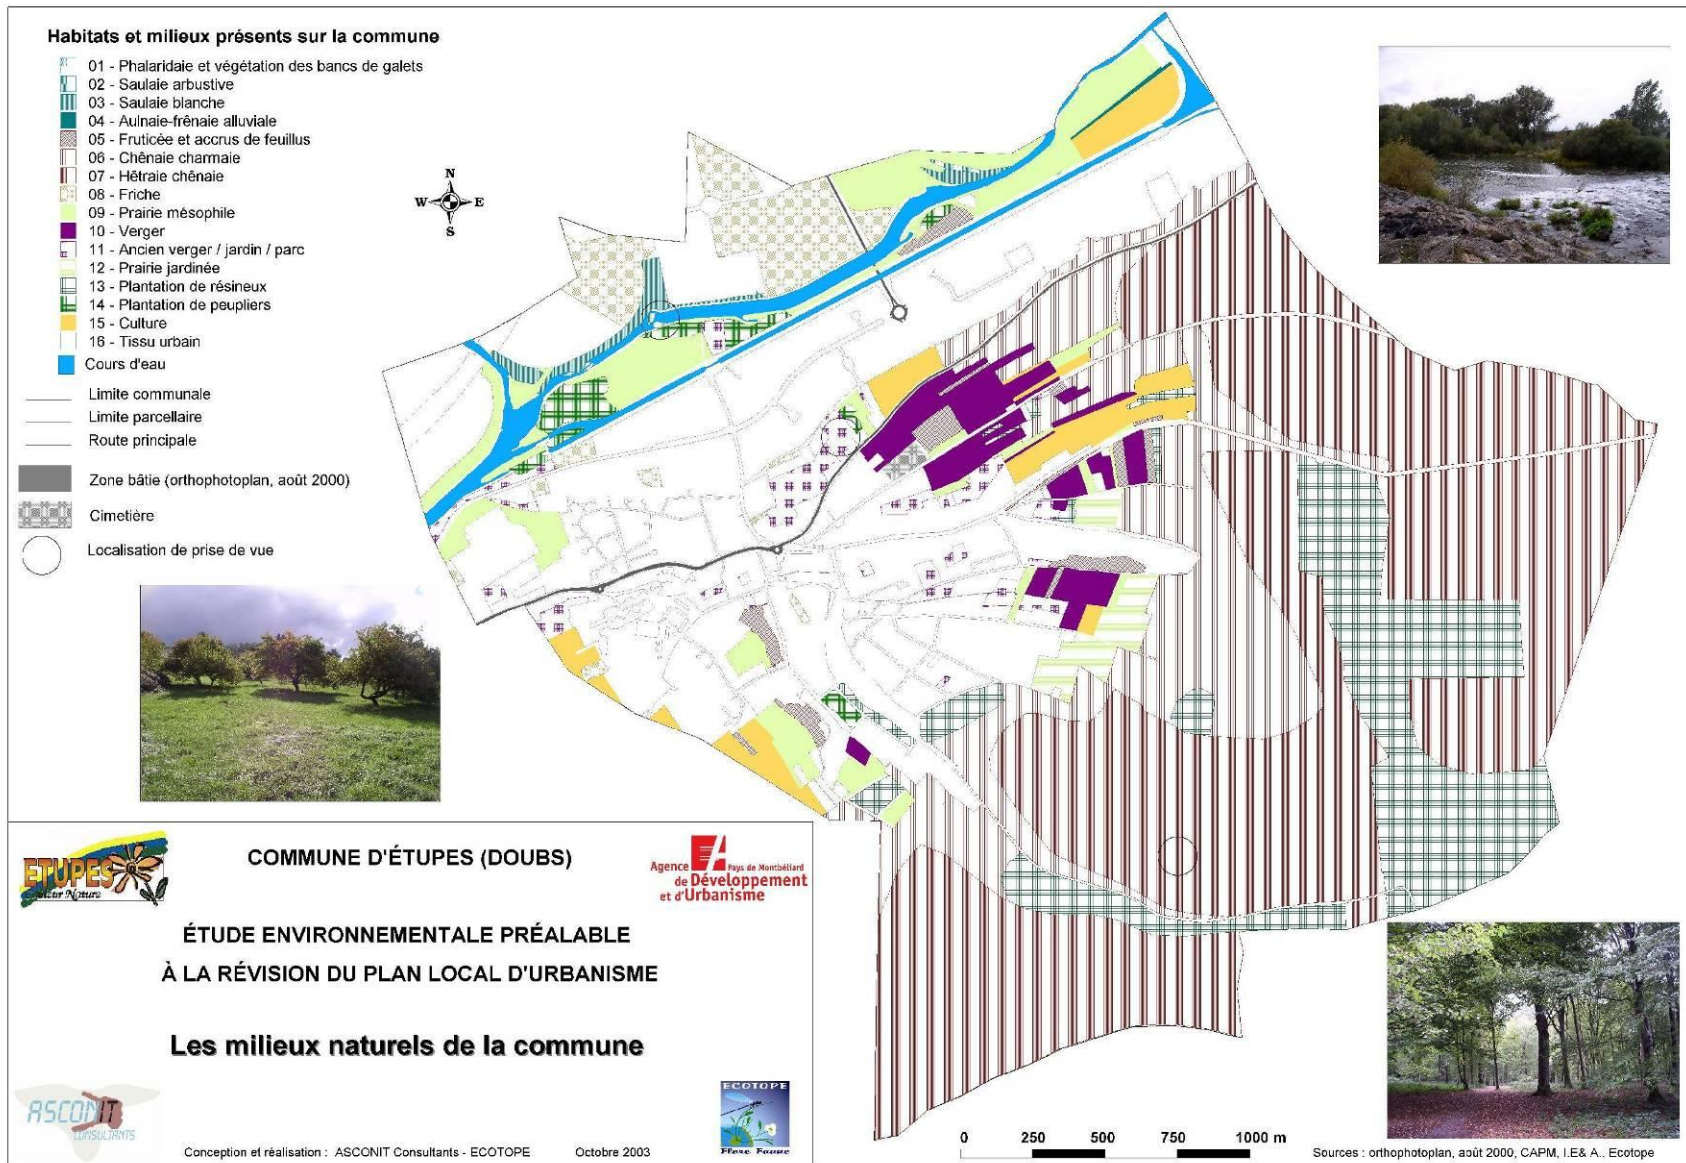 Habitats et milieux présents sur la commune
01 - Phalaridaie et végétation des bancs de galets
02 - Saulaie arbustive
03 - Saulaie blanche
04 - Aulnaie-frênaie alluviale
05 - Fruticée et accrus de feuillus
06 - Chênaie charmaie
07 - Hêtraie chênaie
08 - Friche
09 - Prairie mésophile
10 - Verger
11 - Ancien verger / jardin / parc
12 - Prairie jardinée
13 - Plantation de résineux
14 - Plantation de peupliers
15 - Culture
16 - Tissu urbain
Cours d'eau
Limite communale
Limite parcellaire
Route principale
Zone bâtie (orthophotoplan, août 2000)
Cimetière
Localisation de prise de vue
N
W E
S
ETUPES
Couleur Nature
COMMUNE D'ÉTUPES (DOUBS)
Agence Pays de Montbéliard
de Développement
et d'Urbanisme
ÉTUDE ENVIRONNEMENTALE PRÉALABLE
À LA RÉVISION DU PLAN LOCAL D'URBANISME
Les milieux naturels de la commune
ASCONIT
CONSULTANTS
ECOTOPE
Flore Faune
Conception et réalisation : ASCONIT Consultants - ECOTOPE Octobre 2003
0 250 500 750 1000 m
Sources : orthophotoplan, août 2000, CAPM, I.E& A., Ecotope